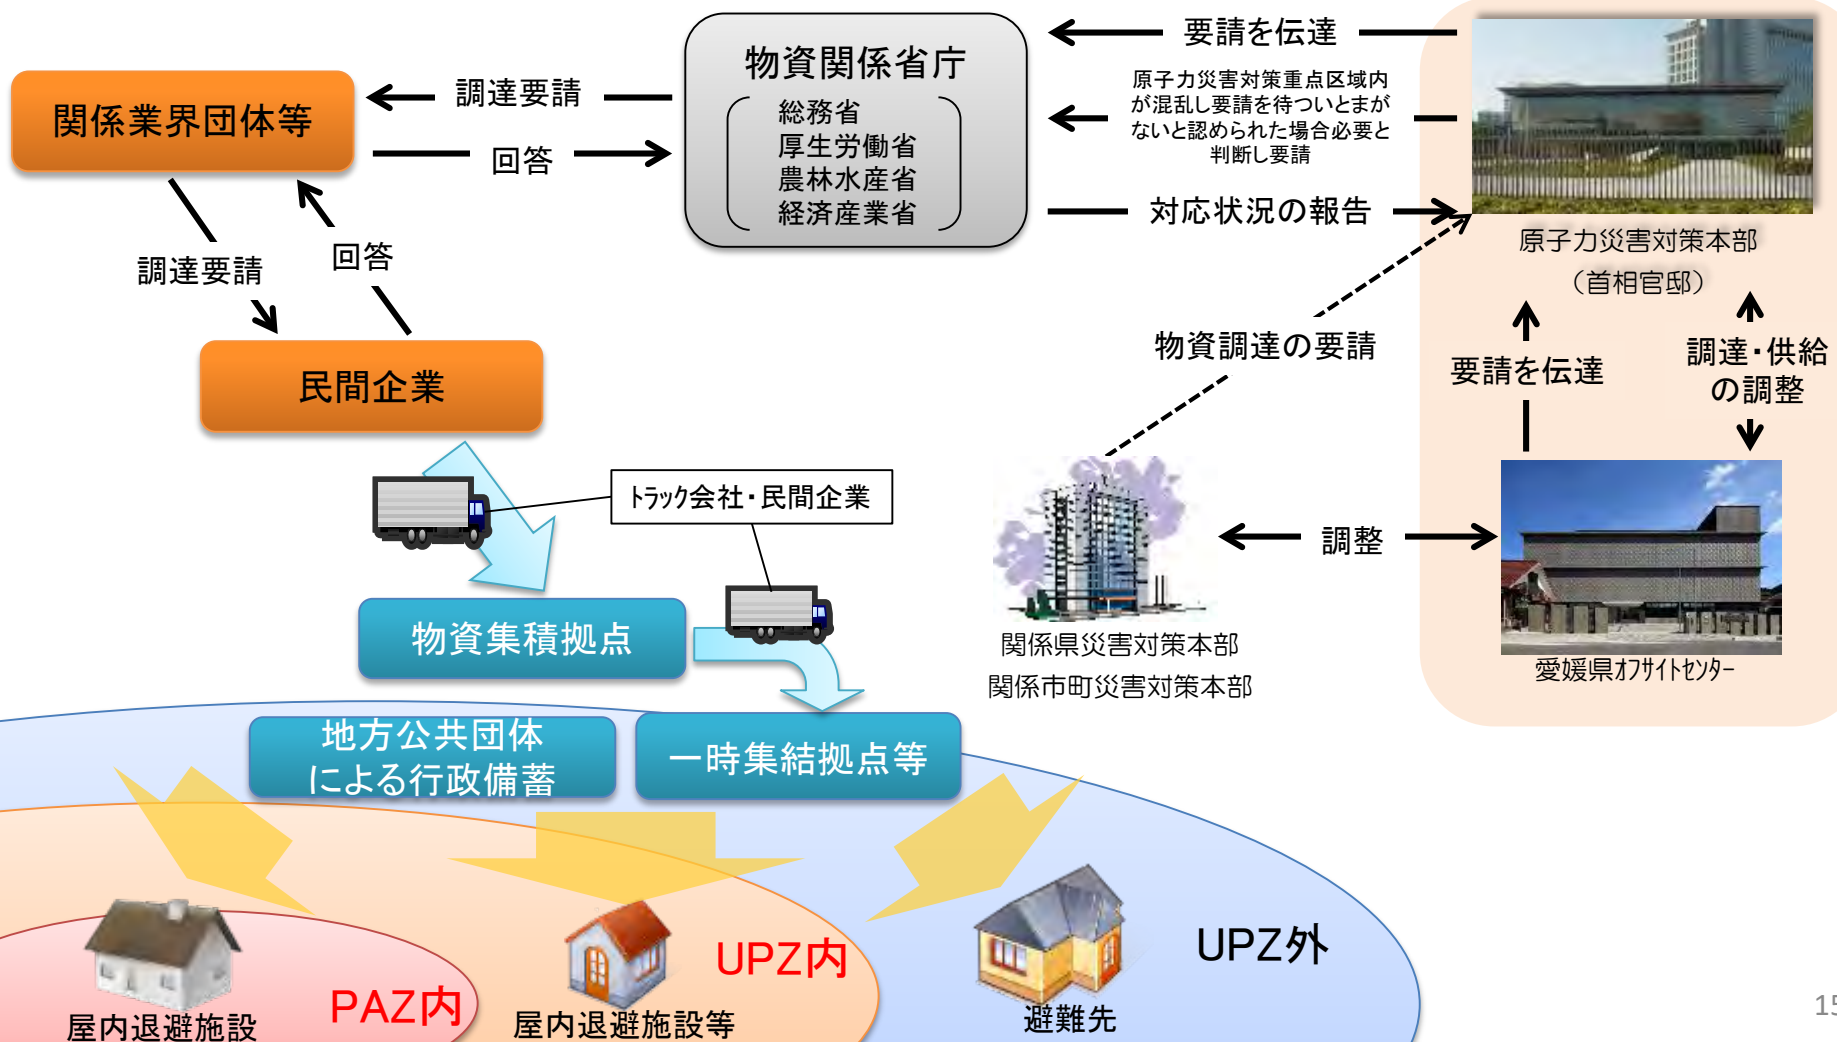 要請を伝達
物資関係省庁
総務省
厚生労働省
農林水産省
経済産業省
関係業界団体等
調達要請
回答
原子力災害対策重点区域内
が混乱し要請を待ついとまが
ないと認められた場合必要と
判断し要請
対応状況の報告
原子力災害対策本部
（首相官邸）
調達要請
回答
民間企業
物資調達の要請
要請を伝達
調達・供給
の調整
トラック会社・民間企業
調整
物資集積拠点
関係県災害対策本部
関係市町災害対策本部
愛媛県オフサイトセンター
地方公共団体
による行政備蓄
一時集結拠点等
UPZ内
UPZ外
PAZ内
屋内退避施設
屋内退避施設等
避難先
15